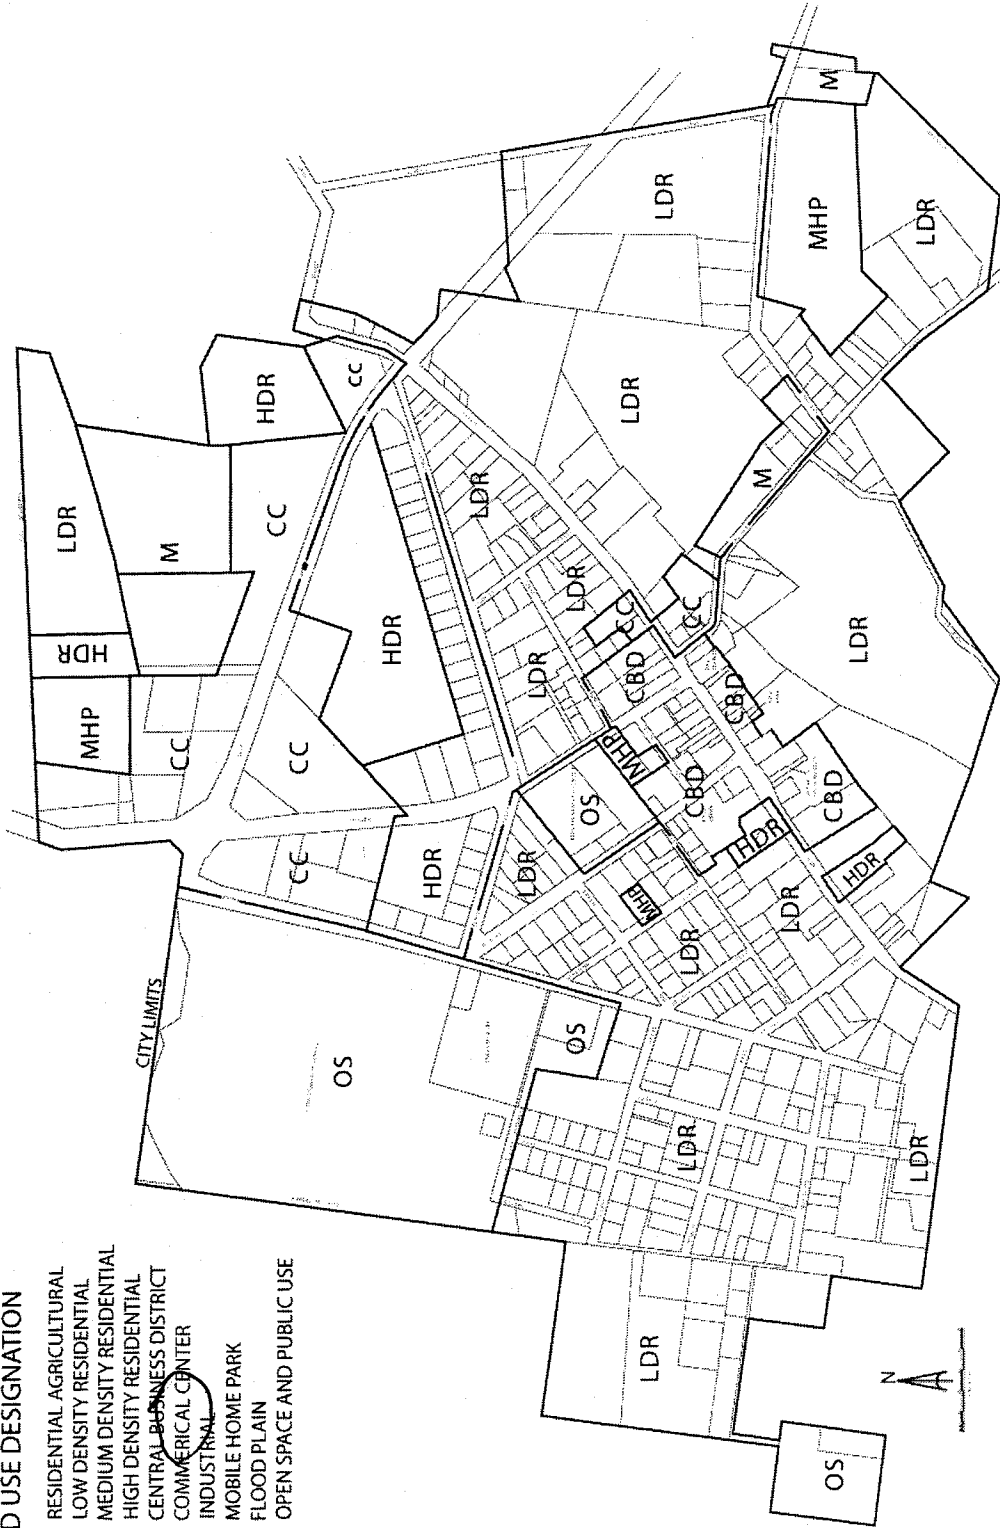 D USE DESIGNATION
RESIDENTIAL AGRICULTURAL
LOW DENSITY RESIDENTIAL
MEDIUM DENSITY RESIDENTIAL
HIGH DENSITY RESIDENTIAL
CENTRAL BUSINESS DISTRICT
COMMERICAL CENTER
INDUSTRIAL
MOBILE HOME PARK
FLOOD PLAIN
OPEN SPACE AND PUBLIC USE
CITY LIMITS
OS
OS
OS
LDR
LDR
LDR
N
CC
CC
CC
HDR
LDR
OS
MHP
MHP
LDR
LDR
HDR
HDR
CBD
CBD
CBD
CBD
MHP
HDR
LDR
M
CC
HDR
cc
HDR
LDR
LDR
LDR
CC
CC
M
LDR
LDR
LDR
MHP
LDR
M